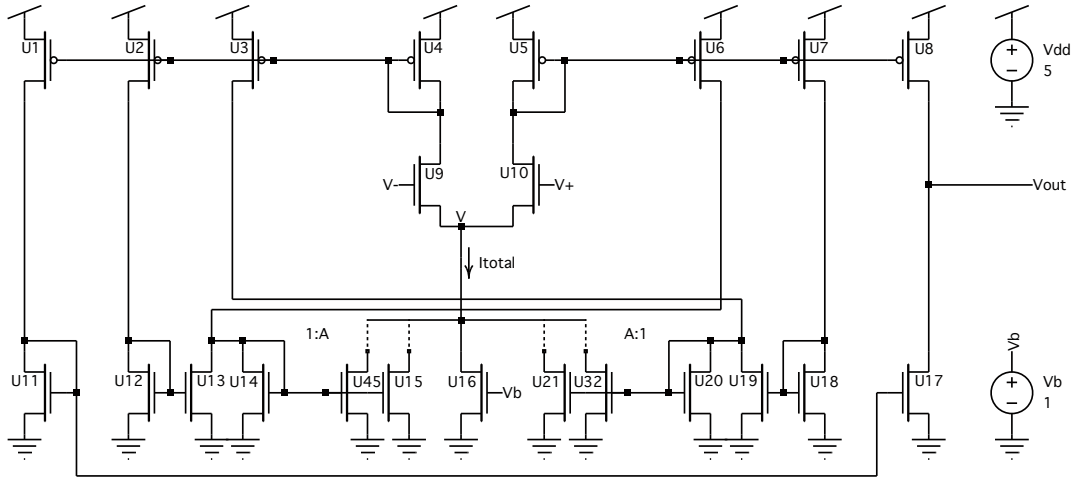 U1 U2 U3 U4 U5 U6 U7 U8
+ Vdd
− 5
U9 U10
V- V+
Vout
V
Itotal
1:A A:1
Vb
U11 U12 U13 U14 U45 U15 U16 U21 U32 U20 U19 U18 U17
Vb
+ Vb
− 1